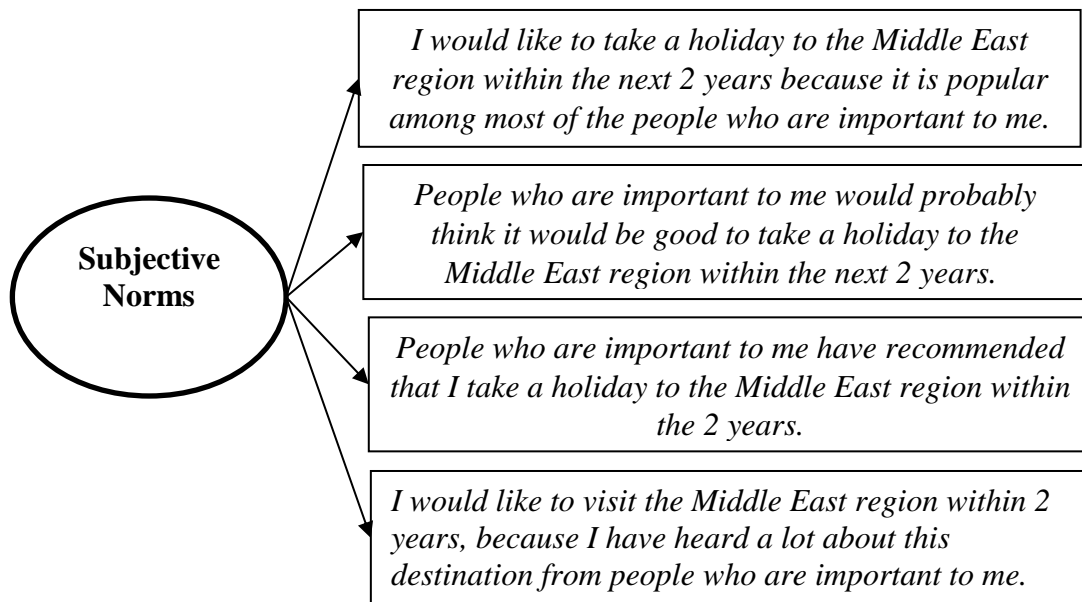 I would like to take a holiday to the Middle East
region within the next 2 years because it is popular
among most of the people who are important to me.
People who are important to me would probably
think it would be good to take a holiday to the
Middle East region within the next 2 years.
Subjective
Norms
People who are important to me have recommended
that I take a holiday to the Middle East region within
the 2 years.
I would like to visit the Middle East region within 2
years, because I have heard a lot about this
destination from people who are important to me.